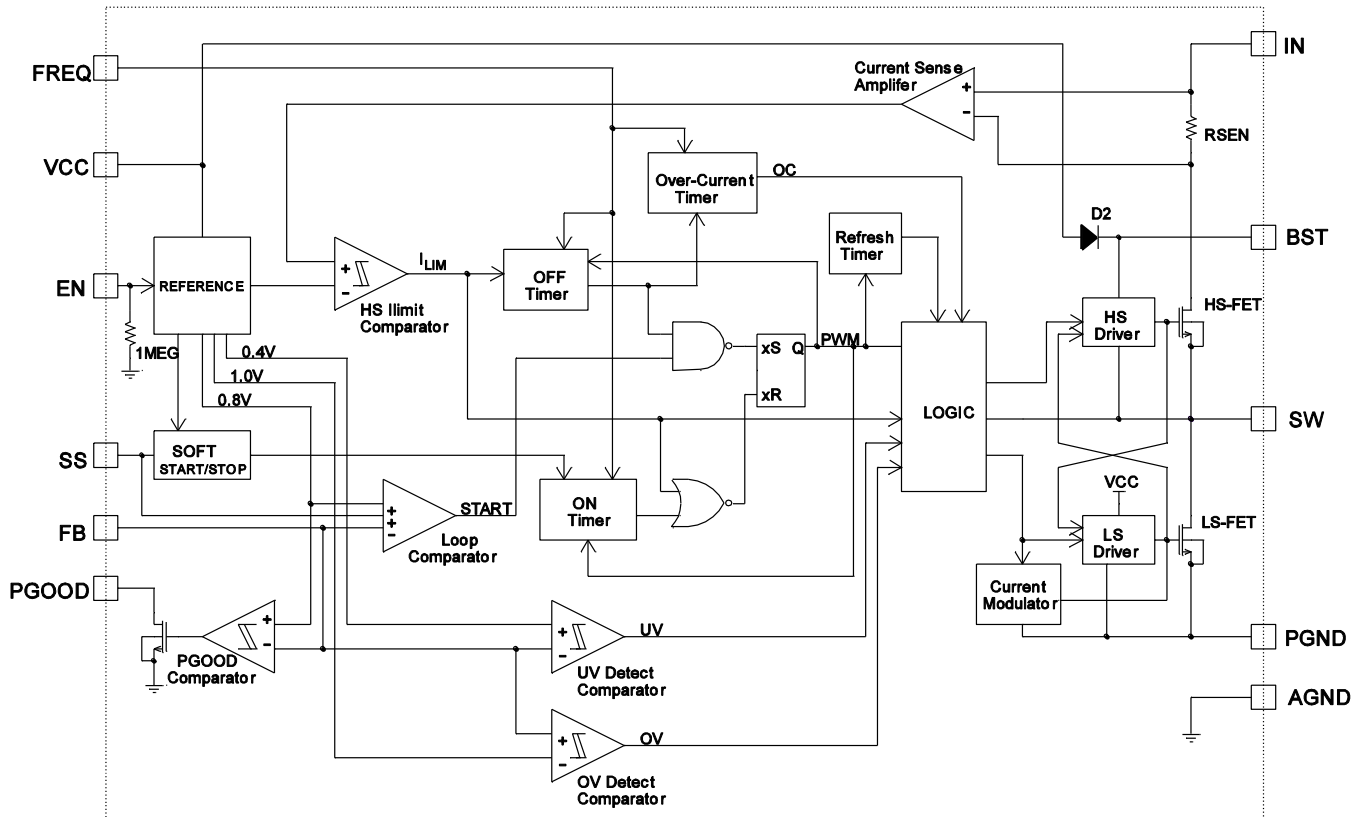 IN
FREQ
Current Sense
Amplifer
+
-
RSEN
VCC
Over-Current
Timer
OC
D2
BST
Refresh
Timer
EN
REFERENCE
+
-
ILIM
HS Ilimit
Comparator
OFF
Timer
HS
Driver
HS-FET
1MEG
0.4V
1.0V
0.8V
xS Q
xR
PWM
LOGIC
SW
SOFT
START/STOP
SS
FB
+
+
-
START
Loop
Comparator
ON
Timer
VCC
LS
Driver
LS-FET
PGOOD
Current
Modulator
+
-
PGOOD
Comparator
+
-
UV
UV Detect
Comparator
PGND
AGND
+
-
OV
OV Detect
Comparator